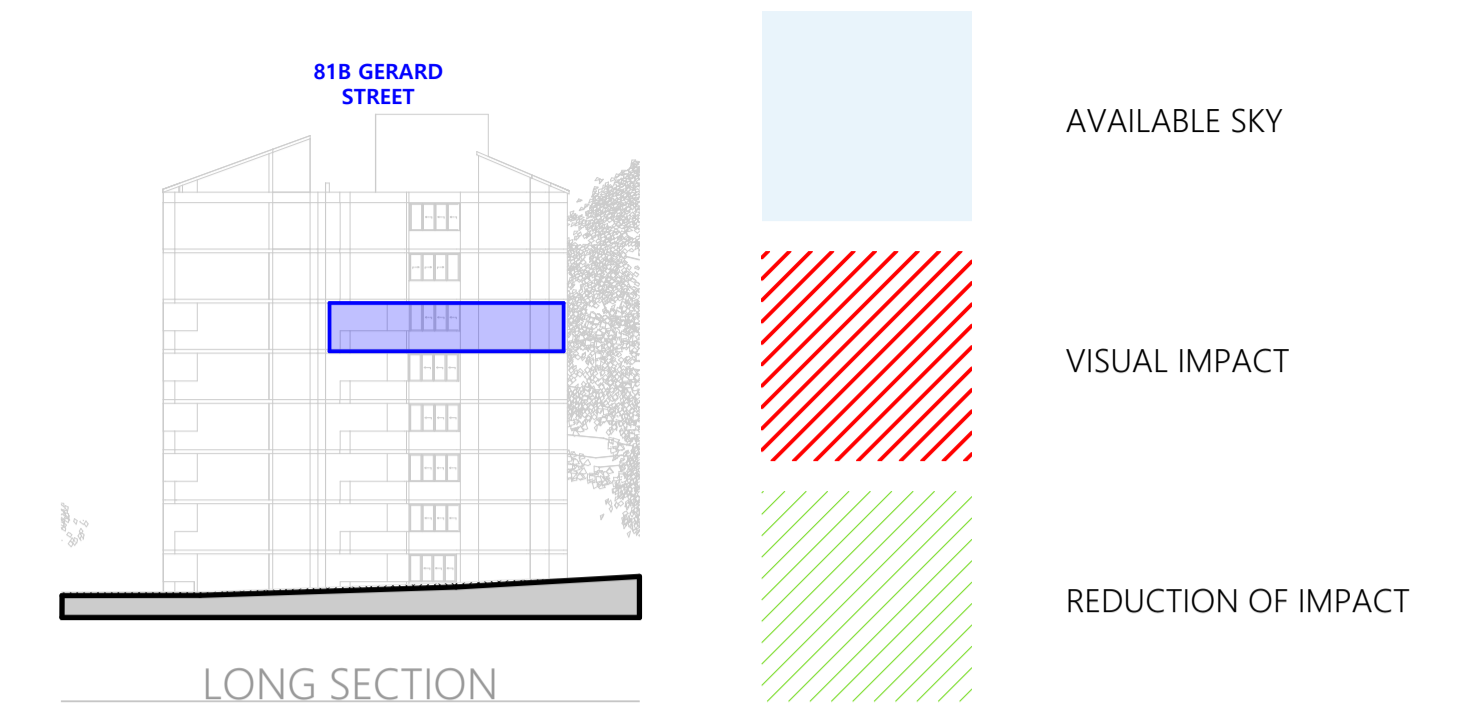 81B GERARD
STREET
LONG SECTION
AVAILABLE SKY
VISUAL IMPACT
REDUCTION OF IMPACT